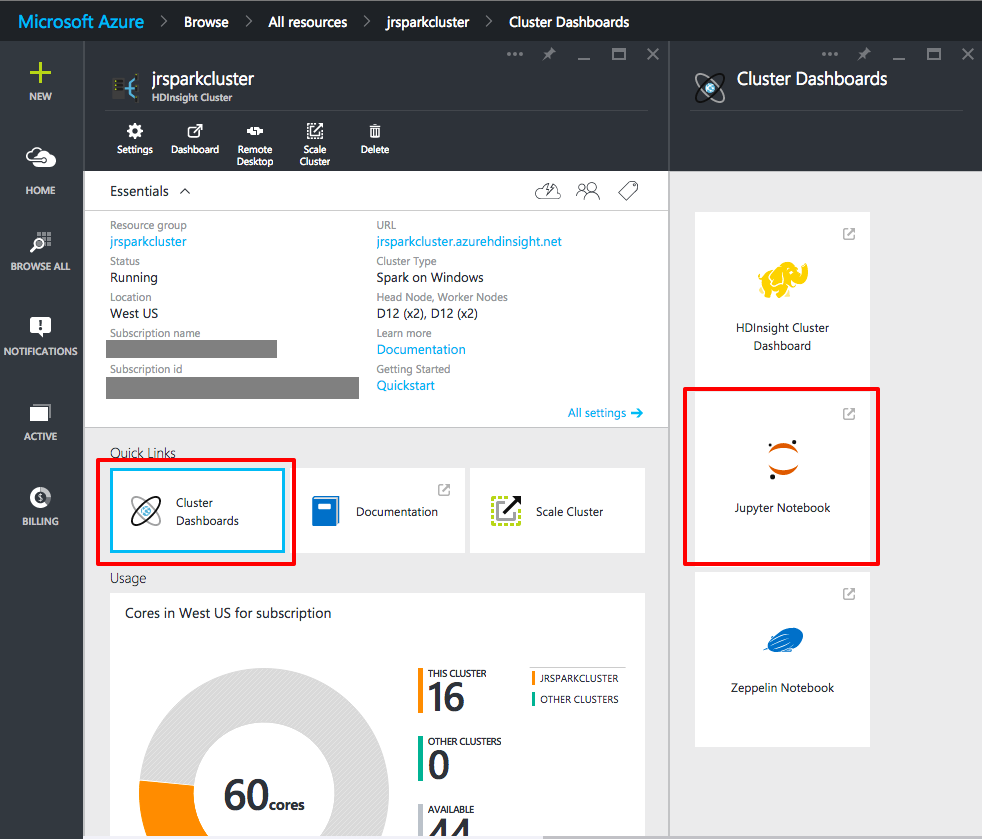 Microsoft Azure > Browse > All resources > jrsparkcluster > Cluster Dashboards
NEW
HOME
BROWSE ALL
NOTIFICATIONS
ACTIVE
BILLING
jrsparkcluster
HDInsight Cluster
Settings
Dashboard
Remote
Desktop
Scale
Cluster
Delete
Essentials
Resource group
jrsparkcluster
Status
Running
Location
West US
Subscription name
Subscription id
URL
jrsparkcluster.azurehdinsight.net
Cluster Type
Spark on Windows
Head Node, Worker Nodes
D12 (x2), D12 (x2)
Learn more
Documentation
Getting Started
Quickstart
All settings
Quick Links
Cluster
Dashboards
Documentation
Scale Cluster
Usage
Cores in West US for subscription
60 cores
THIS CLUSTER
16
OTHER CLUSTERS
0
AVAILABLE
44
JRSPARKCLUSTER
OTHER CLUSTERS
Cluster Dashboards
HDInsight Cluster
Dashboard
Jupyter Notebook
Zeppelin Notebook